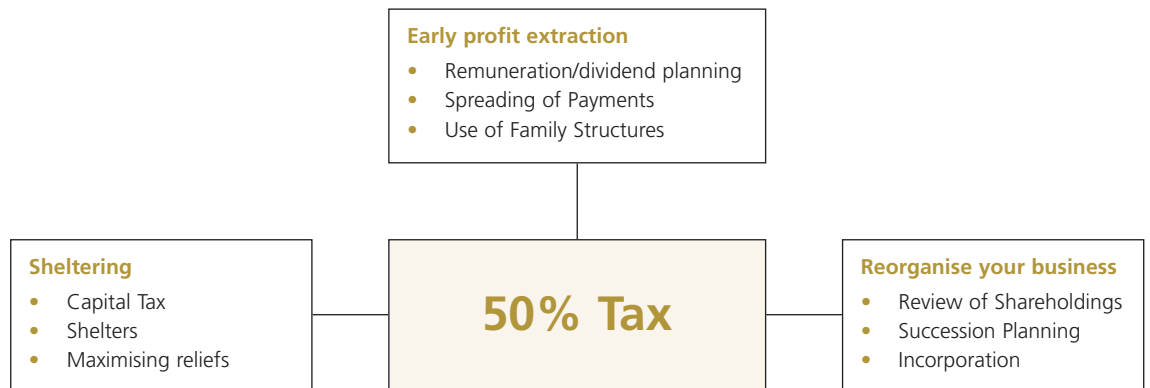 Early profit extraction
• Remuneration/dividend planning
• Spreading of Payments
• Use of Family Structures
Sheltering
• Capital Tax
• Shelters
• Maximising reliefs
50% Tax
Reorganise your business
• Review of Shareholdings
• Succession Planning
• Incorporation